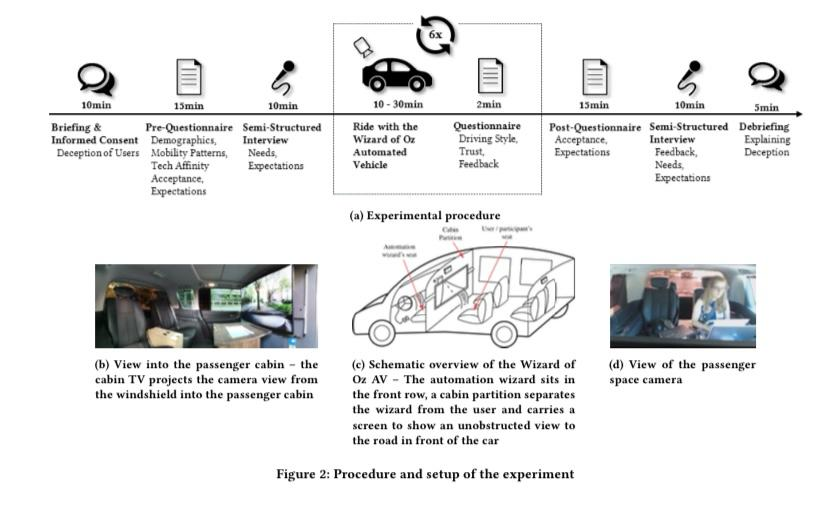 6x
10min
15min
10min
10 - 30min
2min
15min
10min
5min
Briefing &
Informed Consent
Deception of Users
Pre-Questionnaire
Demographics,
Mobility Patterns,
Tech Affinity
Acceptance,
Expectations
Semi-Structured
Interview
Needs,
Expectations
Ride with the
Wizard of Oz
Automated
Vehicle
Questionnaire
Driving Style,
Trust,
Feedback
Post-Questionnaire
Acceptance,
Expectations
Semi-Structured
Interview
Feedback,
Needs,
Expectations
Debriefing
Explaining
Deception
(a) Experimental procedure
Automation
wizard's seat
Cabin
Partition
User / participant's
seat
(b) View into the passenger cabin – the
cabin TV projects the camera view from
the windshield into the passenger cabin
(c) Schematic overview of the Wizard of
Oz AV – The automation wizard sits in
the front row, a cabin partition separates
the wizard from the user and carries a
screen to show an unobstructed view to
the road in front of the car
(d) View of the passenger
space camera
Figure 2: Procedure and setup of the experiment